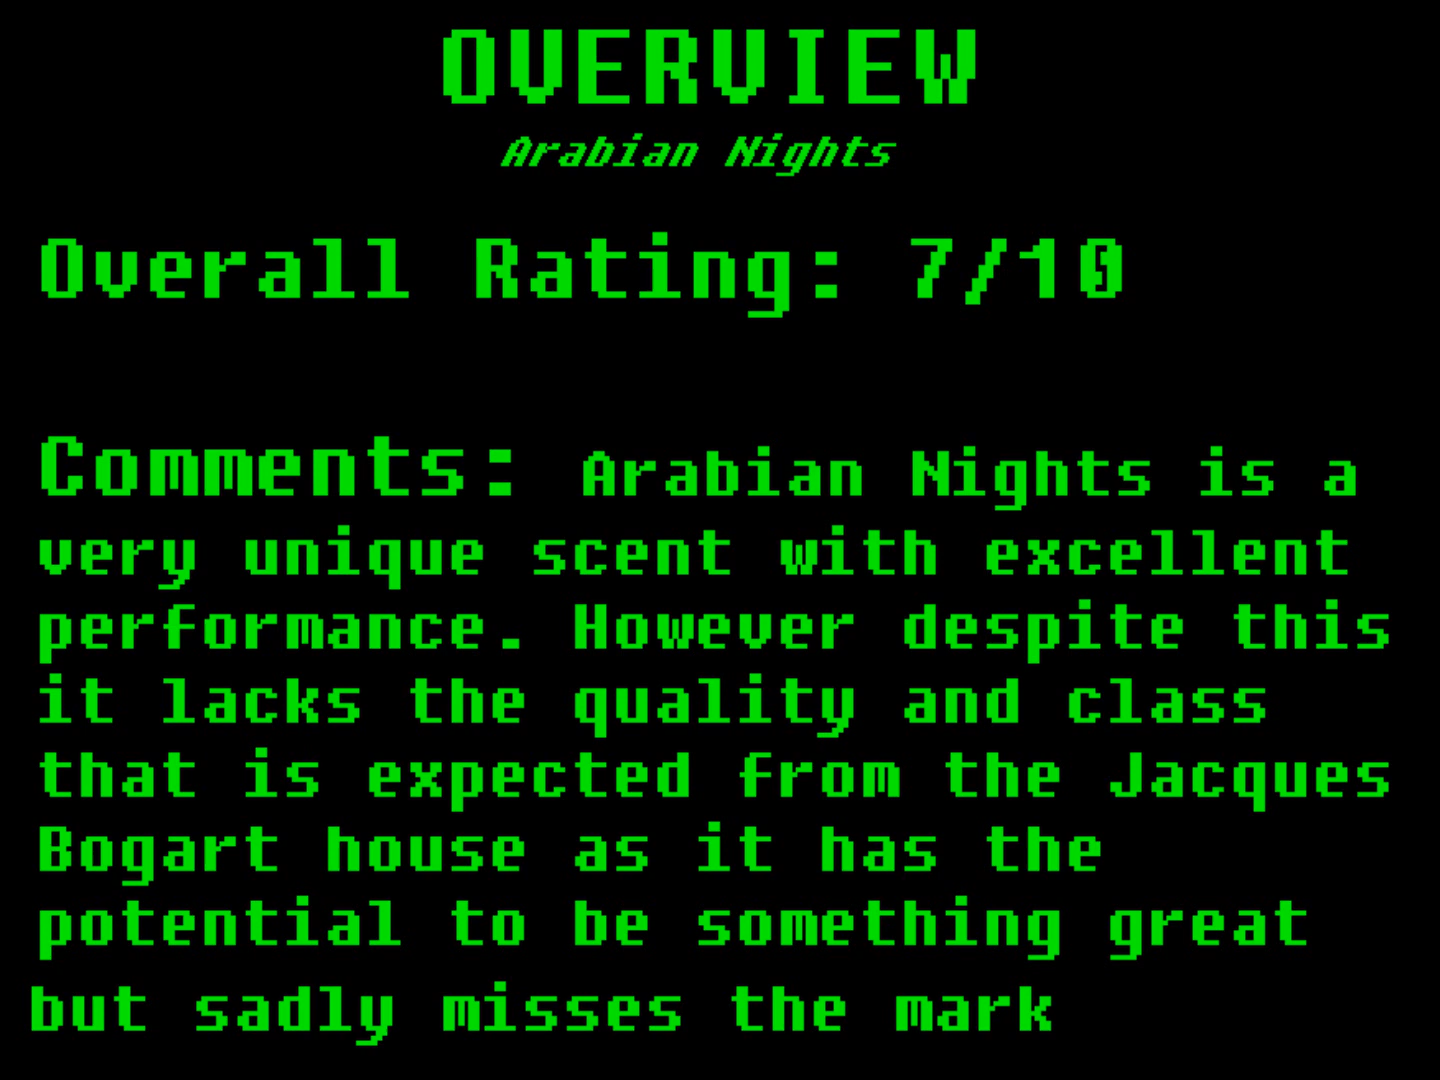 OVERVIEW
Arabian Nights
Overall Rating: 7/10
Comments: Arabian Nights is a
very unique scent with excellent
performance. However despite this
it lacks the quality and class
that is expected from the Jacques
Bogart house as it has the
potential to be something great
but sadly misses the mark